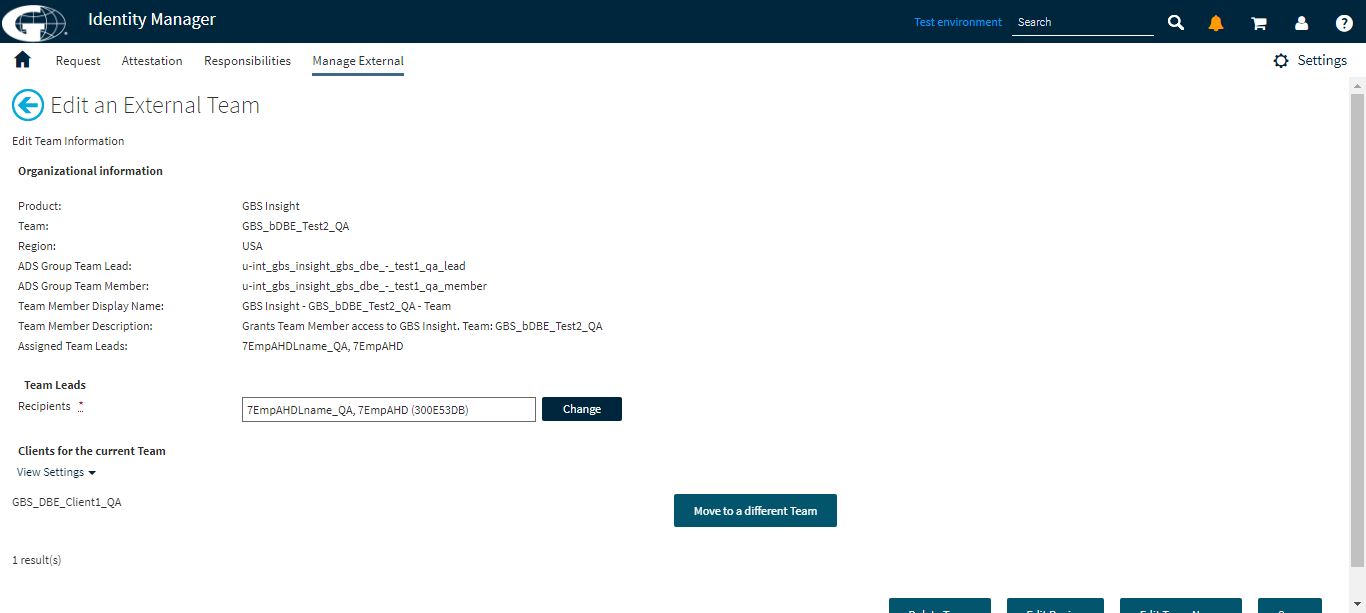 Identity Manager
Test environment
Search
Request Attestation Responsibilities Manage External
Settings
Edit an External Team
Edit Team Information
Organizational information
Product: GBS Insight
Team: GBS_bDBE_Test2_QA
Region: USA
ADS Group Team Lead: u-int_gbs_insight_gbs_dbe_-_test1_qa_lead
ADS Group Team Member: u-int_gbs_insight_gbs_dbe_-_test1_qa_member
Team Member Display Name: GBS Insight - GBS_bDBE_Test2_QA - Team
Team Member Description: Grants Team Member access to GBS Insight. Team: GBS_bDBE_Test2_QA
Assigned Team Leads: 7EmpAHDLname_QA, 7EmpAHD
Team Leads
Recipients * 7EmpAHDLname_QA, 7EmpAHD (300E53DB) Change
Clients for the current Team
View Settings
GBS_DBE_Client1_QA Move to a different Team
1 result(s)